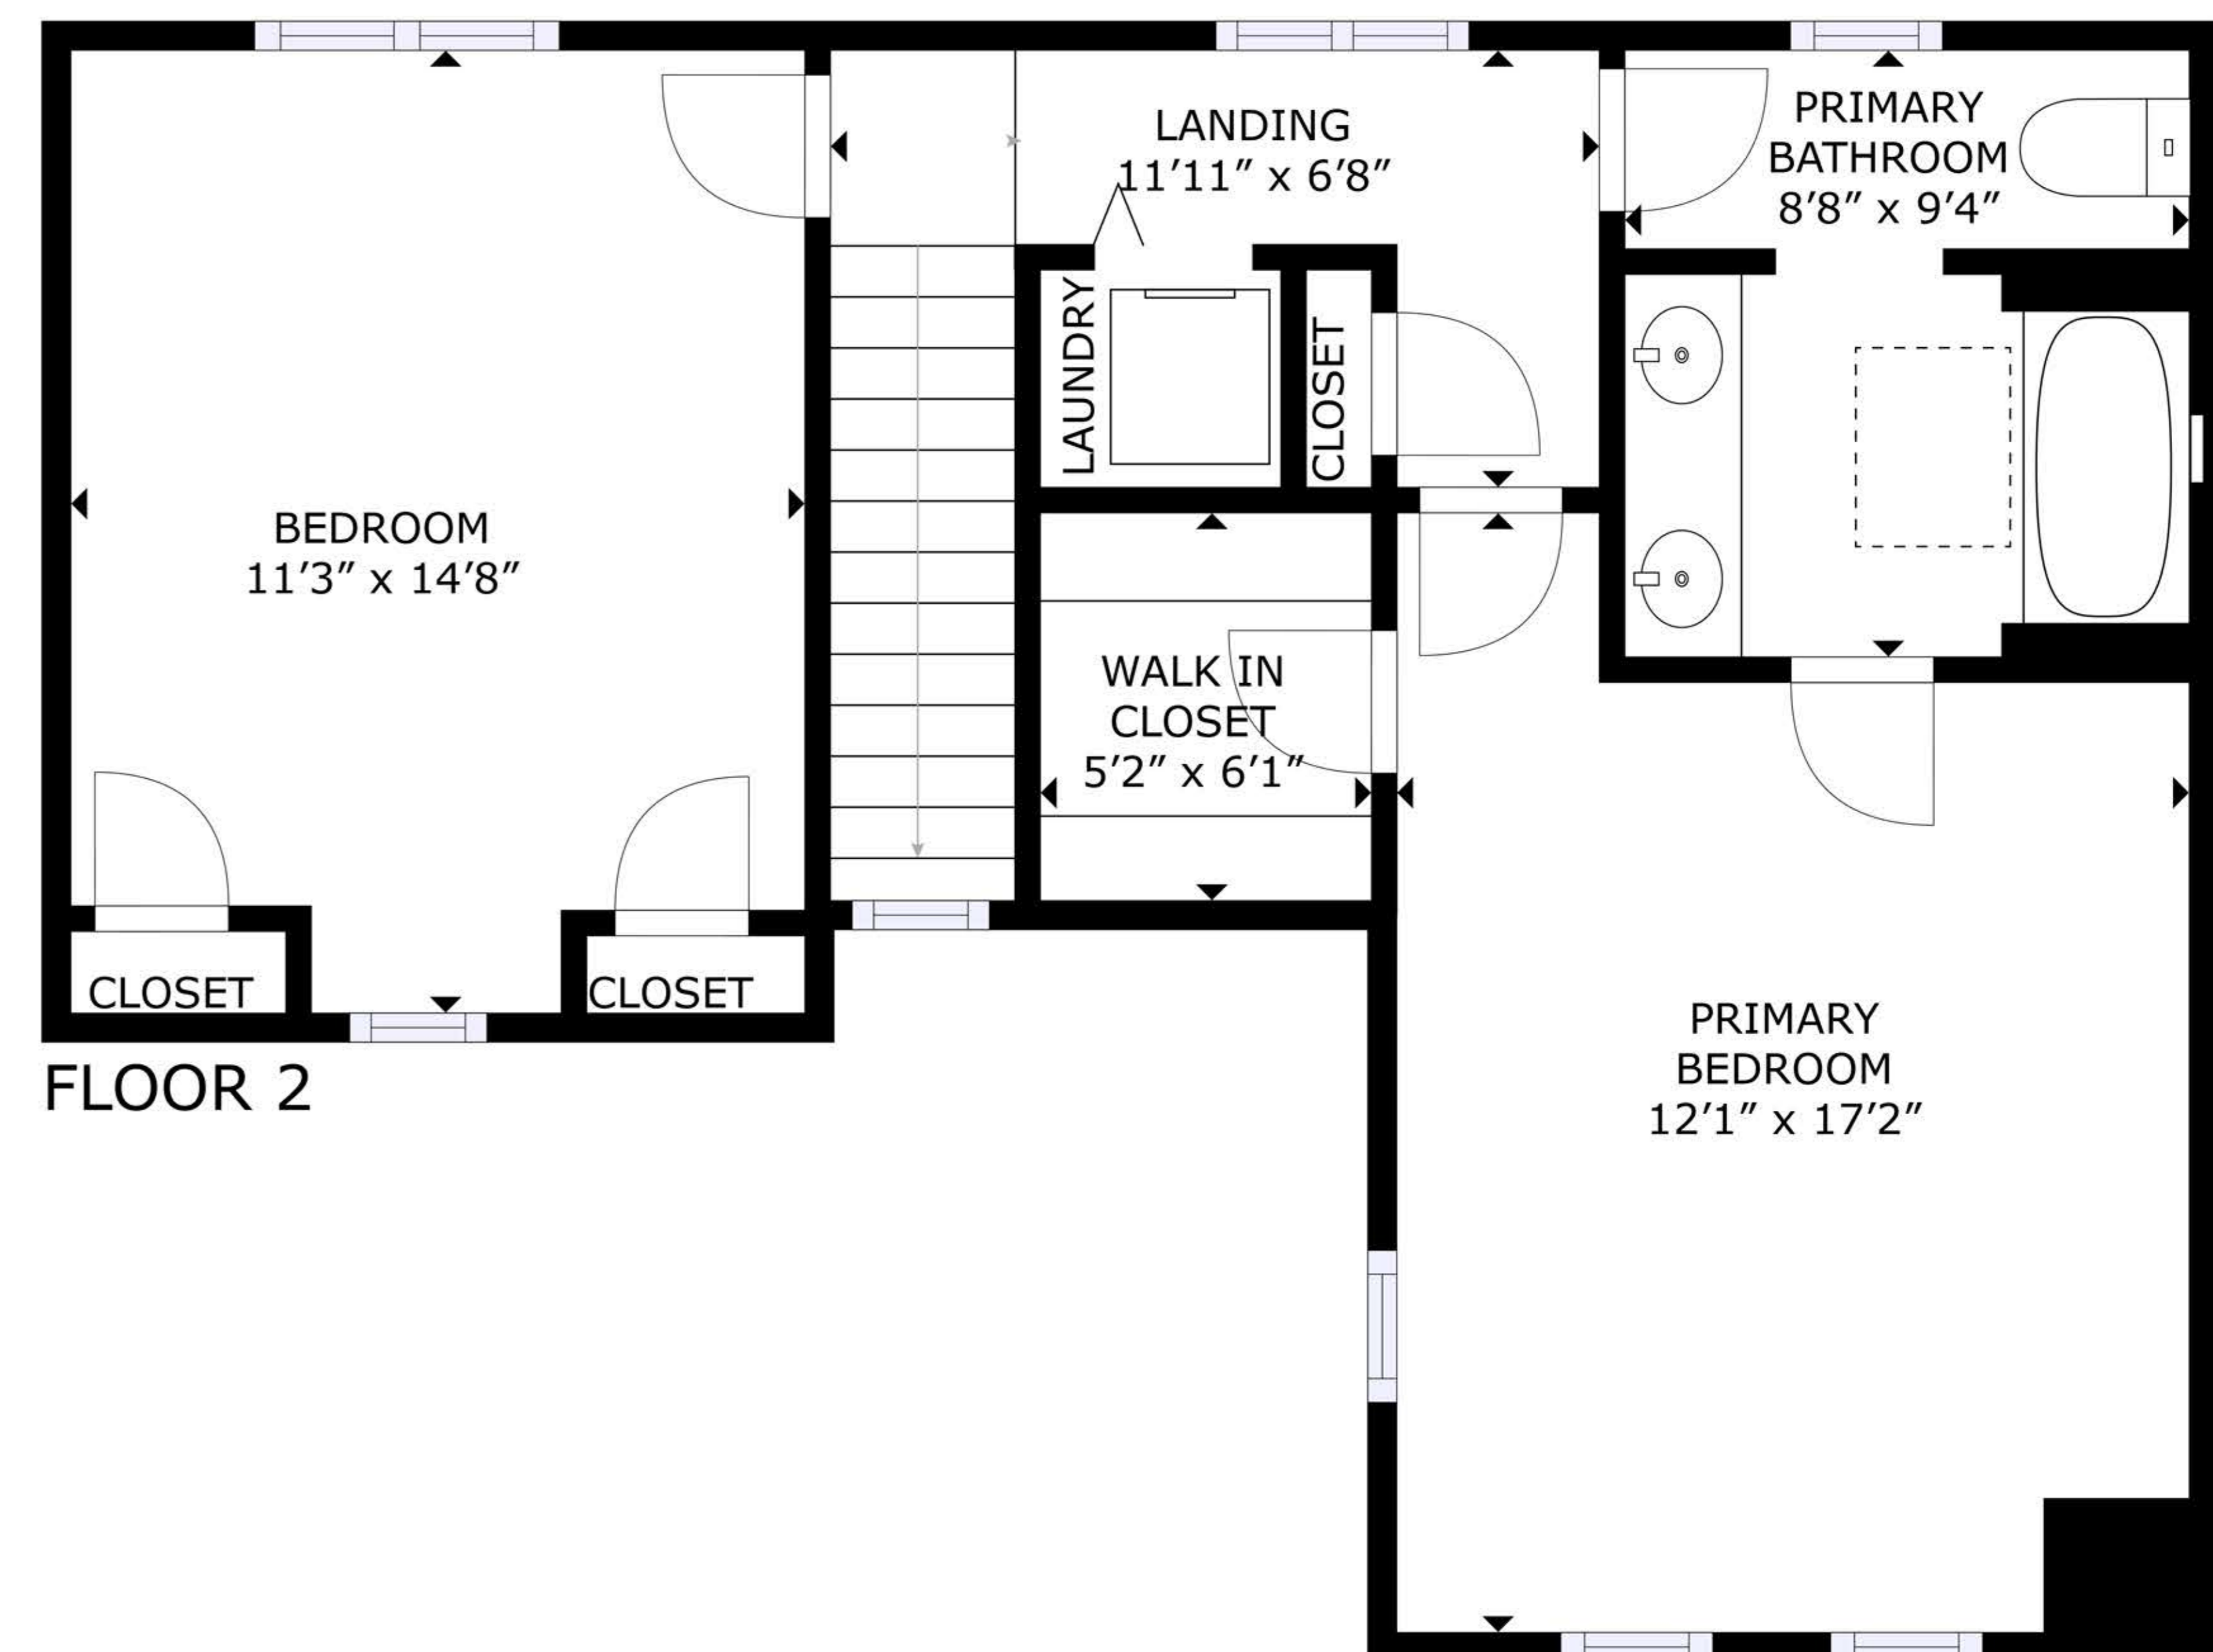 LANDING
11'11" x 6'8"
PRIMARY
BATHROOM
8'8" x 9'4"
LAUNDRY
CLOSET
BEDROOM
11'3" x 14'8"
WALK IN
CLOSET
5'2" x 6'1"
CLOSET
CLOSET
PRIMARY
BEDROOM
12'1" x 17'2"
FLOOR 2